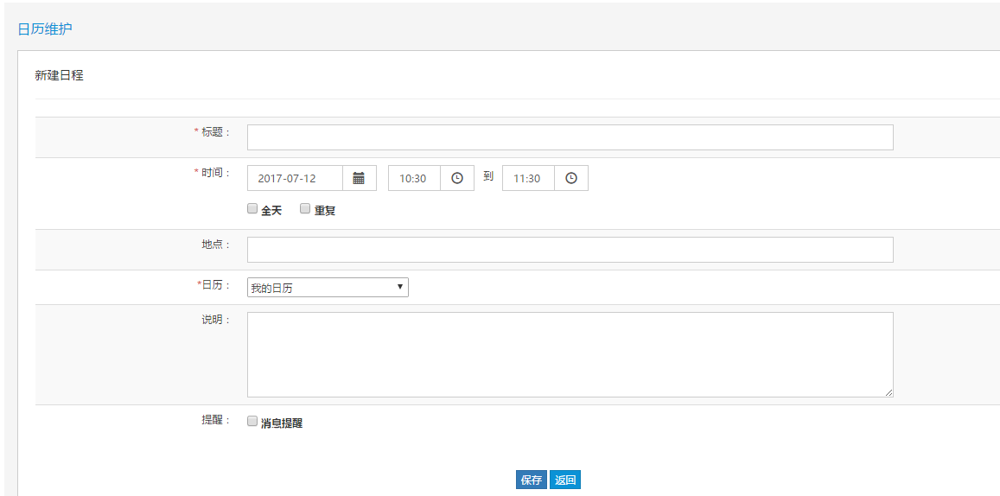 日历维护
新建日程
* 标题：
* 时间： 2017-07-12 10:30 到 11:30
全天 重复
地点：
*日历： 我的日历
说明：
提醒： 消息提醒
保存 返回